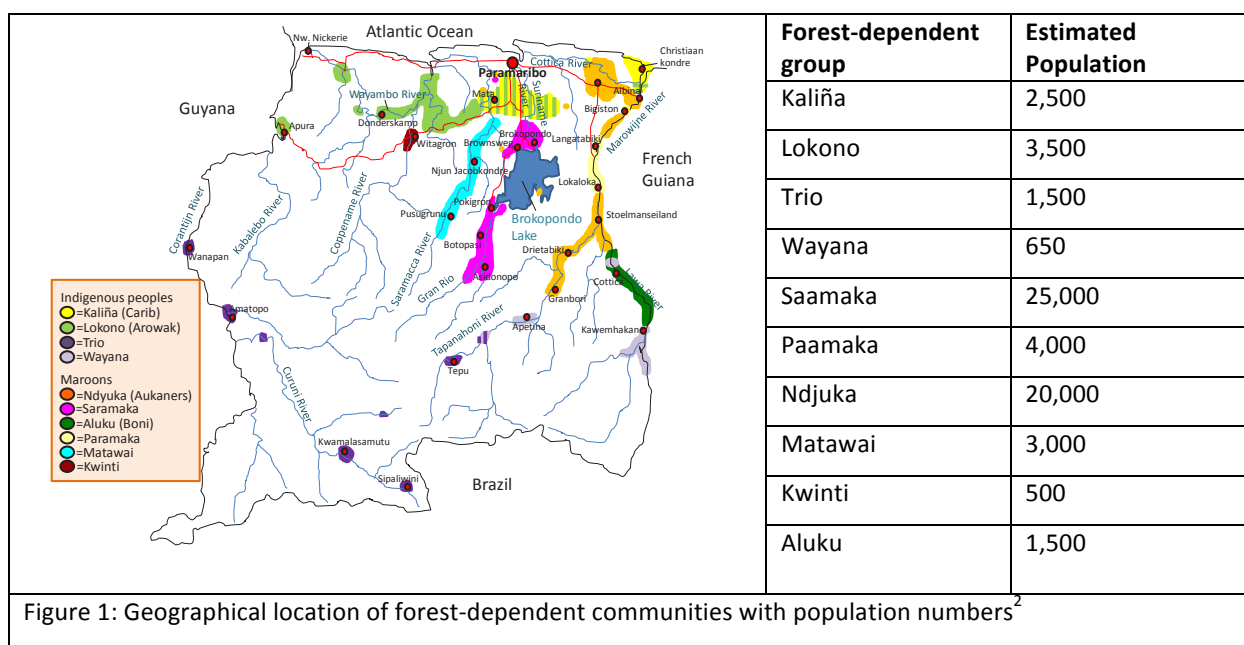 Atlantic Ocean
Nw. Nickerie
Christiaan
kondre
Cottica River
Paramaribo
Albina
Wayambo River
Mata
Suriname
River
Guyana
Bigiston
Marowijne River
Donderskamp
Apura
Witagron
Brokopondo
Langatabiki
Brownsweg
French
Guiana
Njun Jacobkondre
Lokaloka
Corantijn River
Kabalebo River
Coppename River
Pokigron
Pusugrunu
Brokopondo
Lake
Stoelmanseiland
Saramacca River
Botopasi
Drietabiki
Wanapan
Gran Rio
Asidonopo
Cottica
Lawa River
Granbori
Amatopo
Tapanahoni River
Apetina
Kawemhakan
Tepu
Curuni River
Kwamalasamutu
Sipaliwini
Brazil
Indigenous peoples
=Kaliña (Carib)
=Lokono (Arowak)
=Trio
=Wayana
Maroons
=Ndyuka (Aukaners)
=Saramaka
=Aluku (Boni)
=Paramaka
=Matawai
=Kwinti
Forest-dependent group Estimated Population
Kaliña 2,500
Lokono 3,500
Trio 1,500
Wayana 650
Saamaka 25,000
Paamaka 4,000
Ndjuka 20,000
Matawai 3,000
Kwinti 500
Aluku 1,500
Figure 1: Geographical location of forest-dependent communities with population numbers2